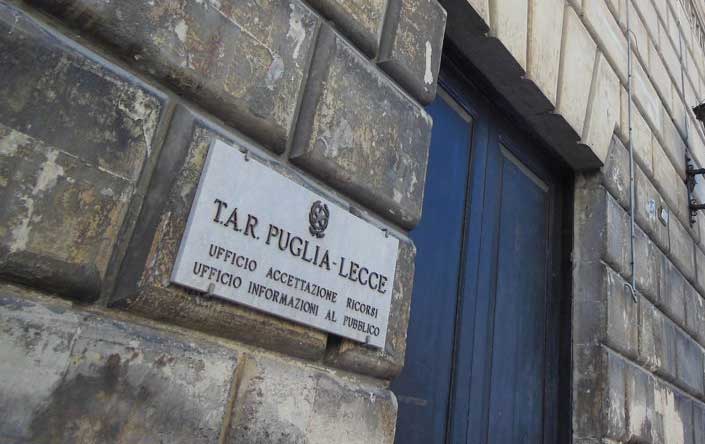 T.A.R. PUGLIA-LECCE
UFFICIO ACCETTAZIONE RICORSI
UFFICIO INFORMAZIONI AL PUBBLICO